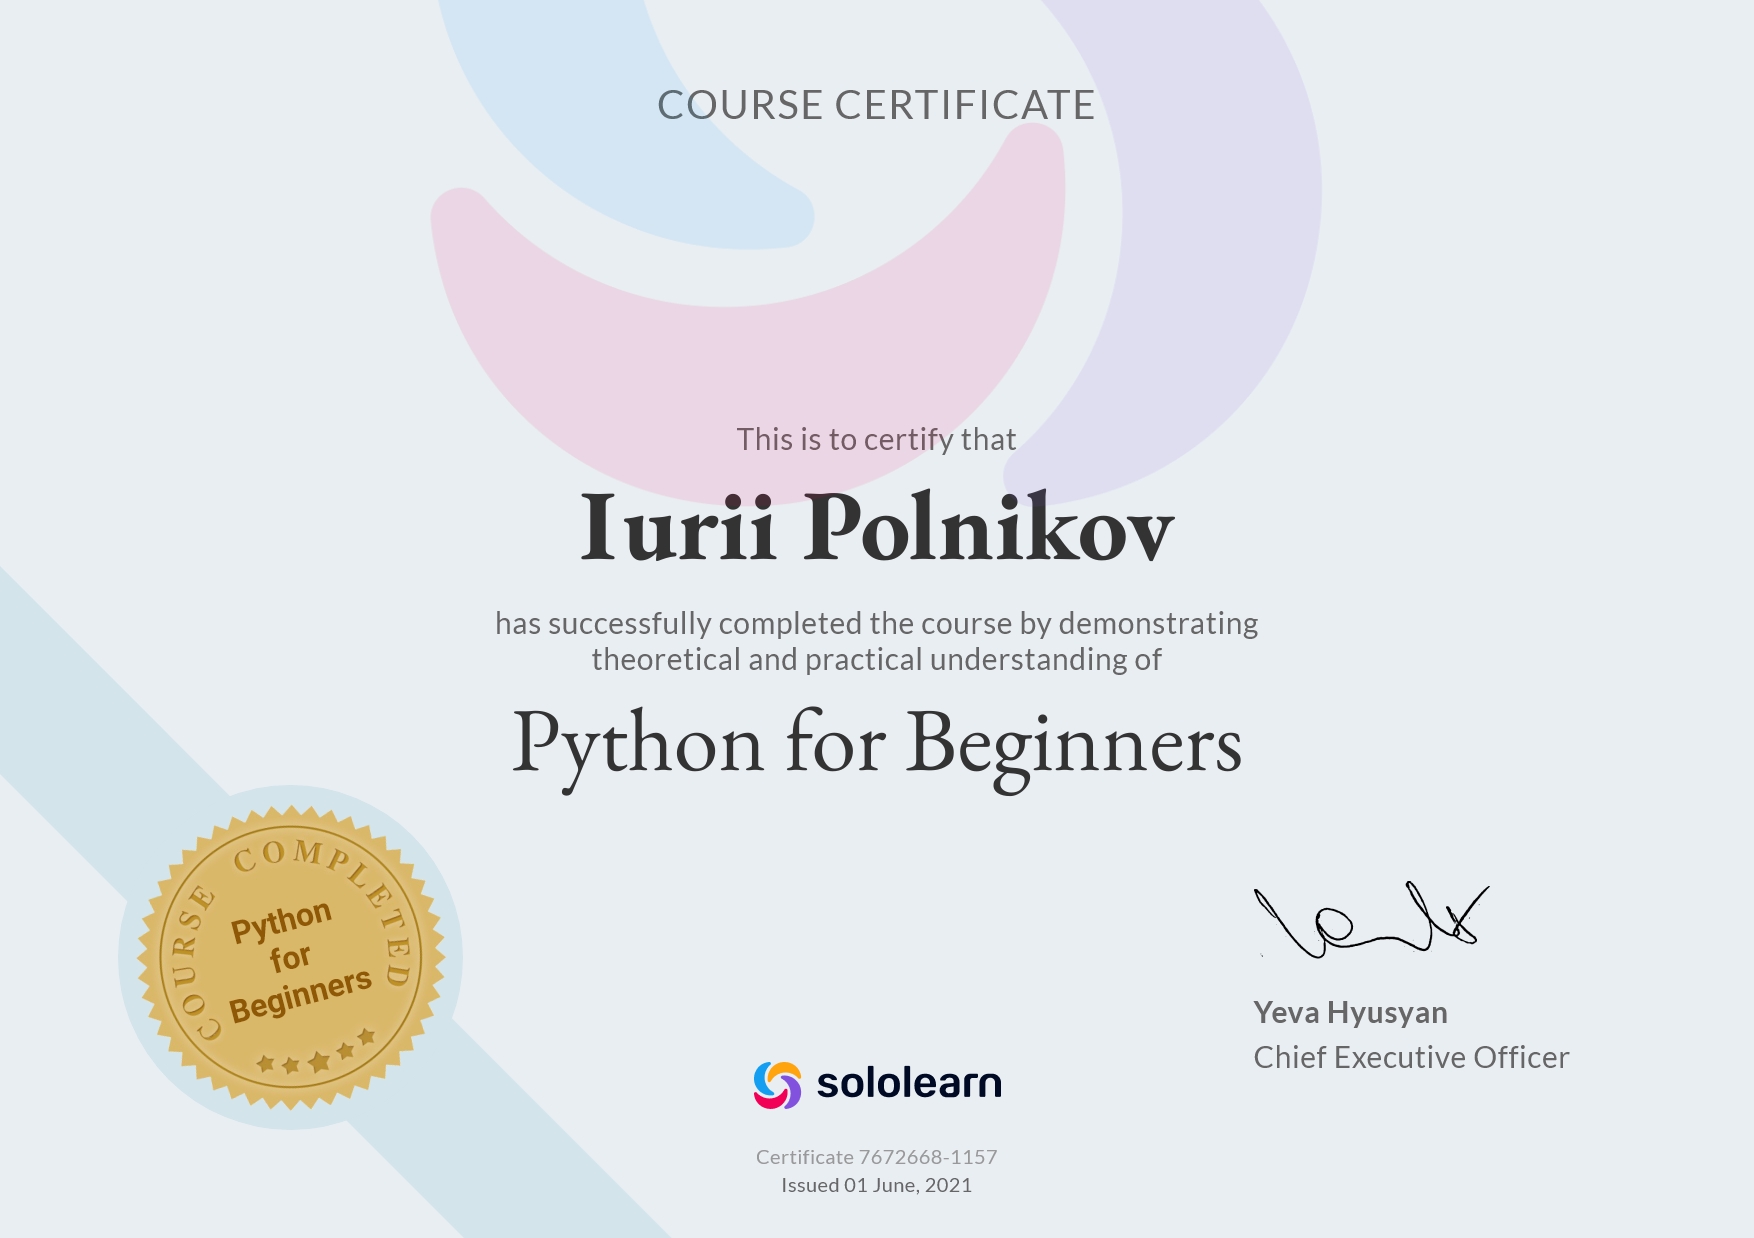 COURSE CERTIFICATE
This is to certify that
Iurii Polnikov
has successfully completed the course by demonstrating
theoretical and practical understanding of
Python for Beginners
COURSE COMPLETED
Python
for
Beginners
Yeva Hyusyan
Chief Executive Officer
sololearn
Certificate 7672668-1157
Issued 01 June, 2021